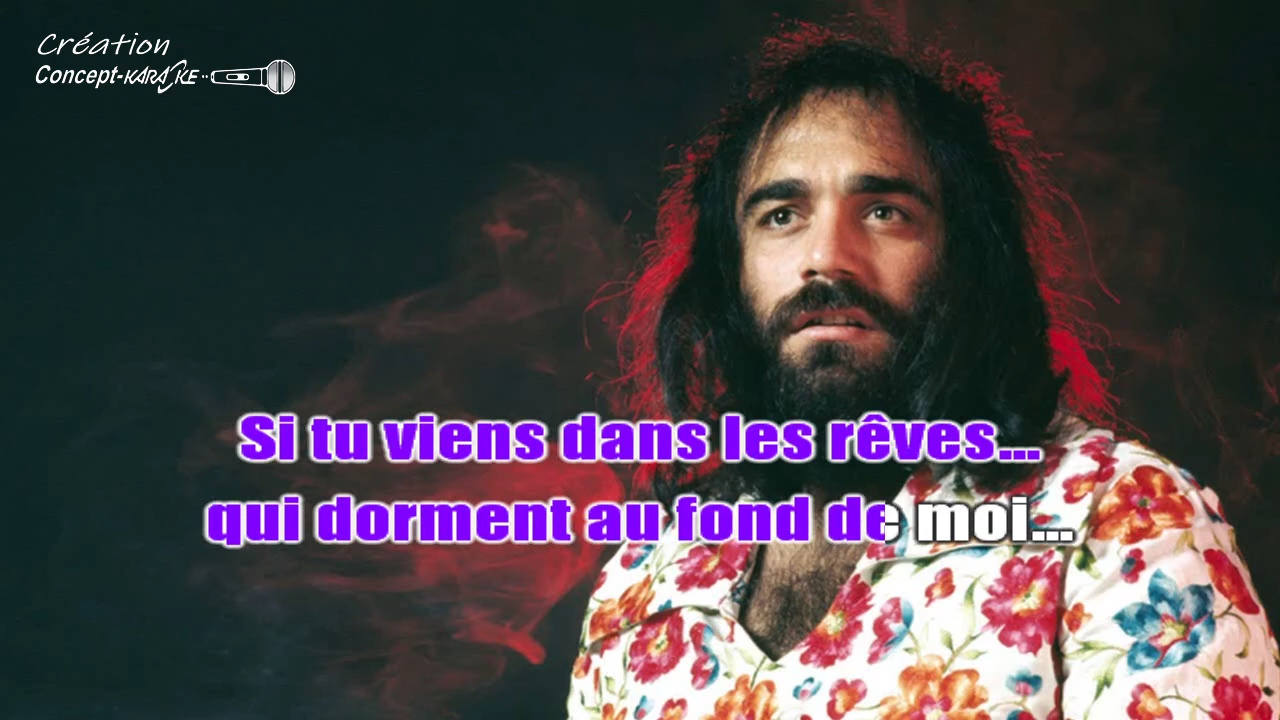 Création
Concept-KARAOKE
Si tu viens dans les rêves...
qui dorment au fond de moi...